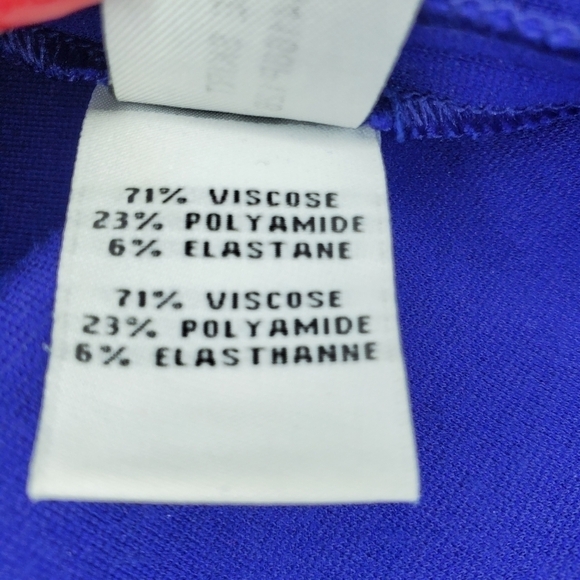 71% VISCOSE
23% POLYAMIDE
6% ELASTANE
71% VISCOSE
23% POLYAMIDE
6% ELASTHANNE